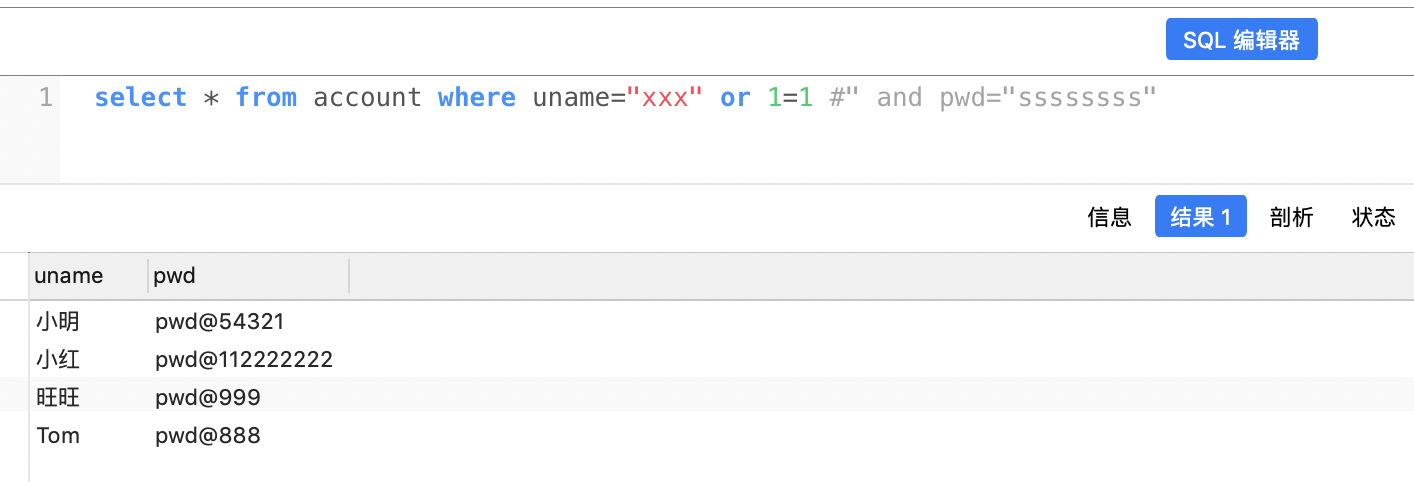 SQL 编辑器
1 select * from account where uname="xxx" or 1=1 #" and pwd="ssssssss"
信息 结果 1 剖析 状态
uname pwd
小明 pwd@54321
小红 pwd@112222222
旺旺 pwd@999
Tom pwd@888